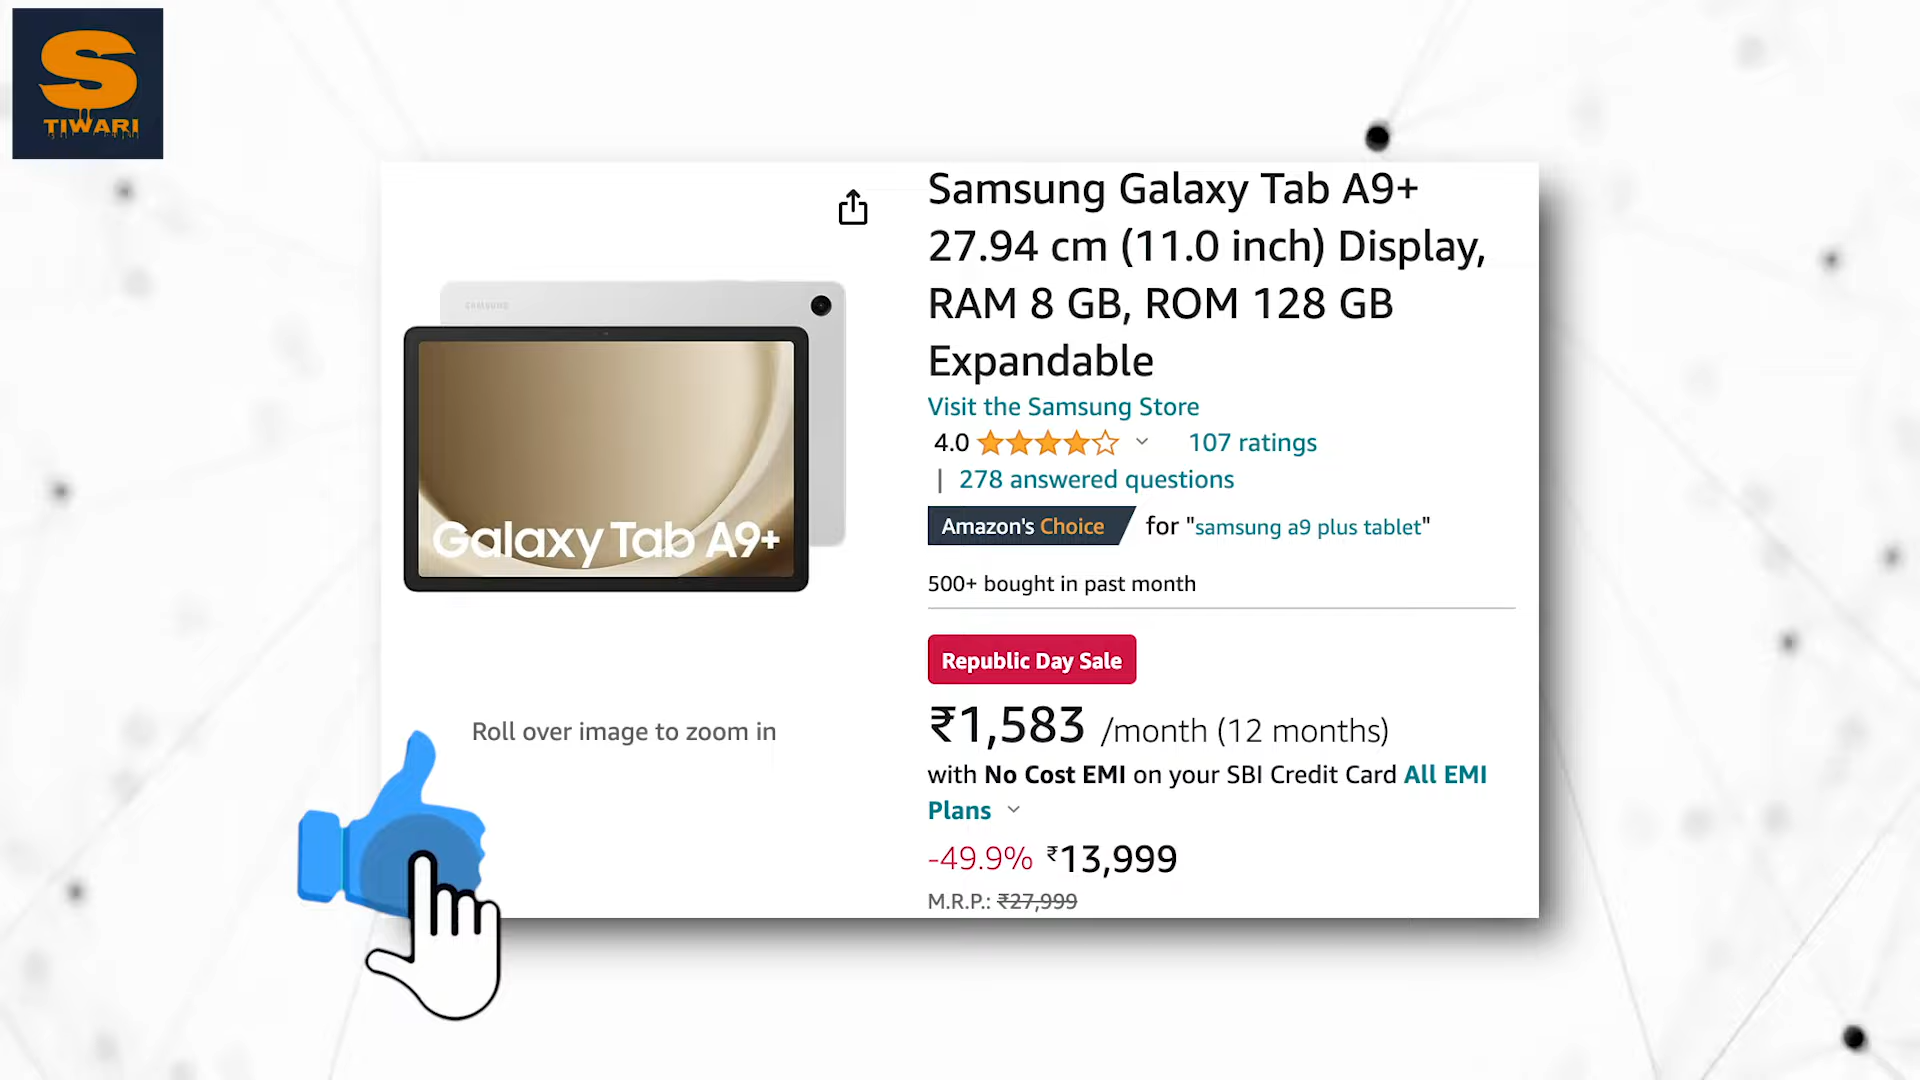 S
TIWARI
Samsung Galaxy Tab A9+
27.94 cm (11.0 inch) Display,
RAM 8 GB, ROM 128 GB
Expandable
Visit the Samsung Store
4.0 107 ratings
| 278 answered questions
Amazon's Choice for "samsung a9 plus tablet"
500+ bought in past month
Republic Day Sale
₹1,583 /month (12 months)
with No Cost EMI on your SBI Credit Card All EMI
Plans
-49.9% ₹13,999
M.R.P.: ₹27,999
SAMSUNG
Galaxy Tab A9+
Roll over image to zoom in